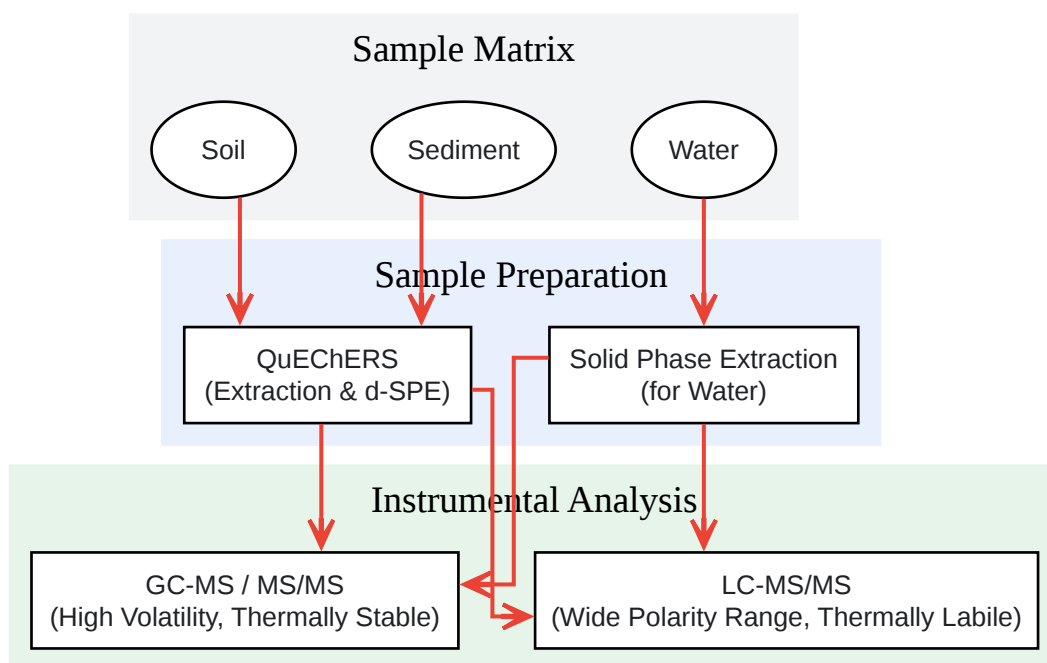 Sample Matrix
Soil
Sediment
Water
Sample Preparation
QuEChERS
(Extraction & d-SPE)
Solid Phase Extraction
(for Water)
Instrumental Analysis
GC-MS / MS/MS
(High Volatility, Thermally Stable)
LC-MS/MS
(Wide Polarity Range, Thermally Labile)